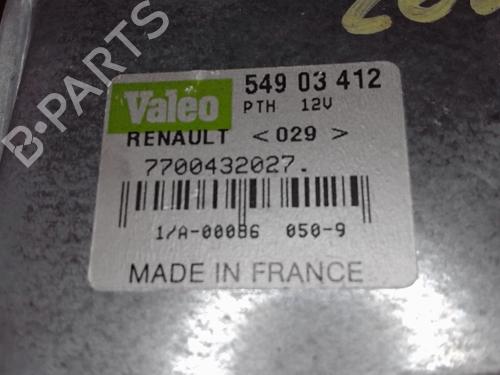 Valeo
549 03 412
PTH 12V
RENAULT <029>
7700432027.
1/A-00086 050-9
MADE IN FRANCE
B-PARTS